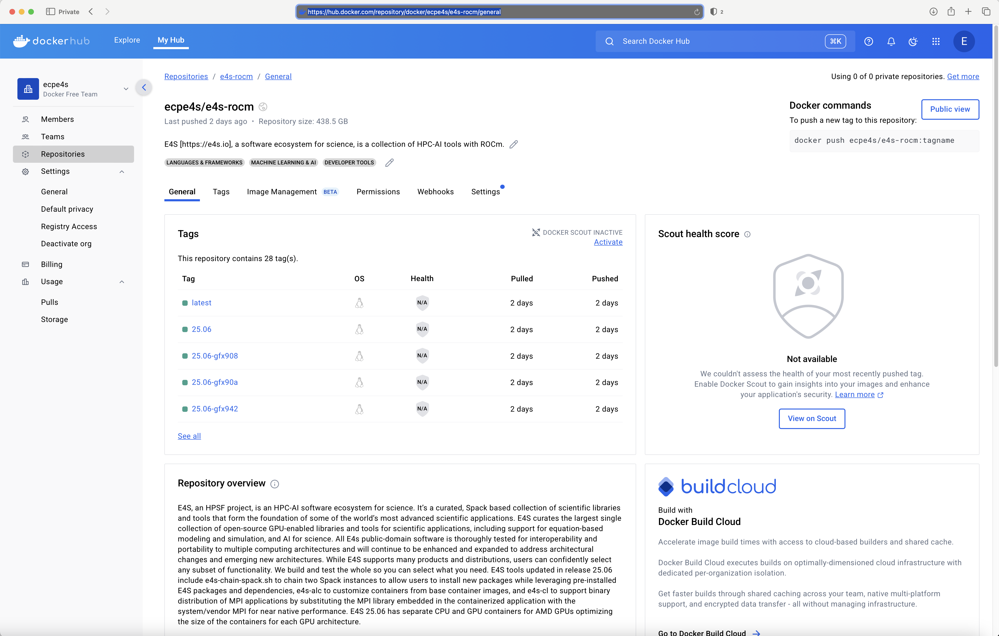 Private
https://hub.docker.com/repository/docker/ecpe4s/e4s-rocm/general
2
dockerhub
Explore
My Hub
Search Docker Hub
⌘K
E
ecpe4s
Docker Free Team
Members
Teams
Repositories
Settings
General
Default privacy
Registry Access
Deactivate org
Billing
Usage
Pulls
Storage
Repositories / e4s-rocm / General
Using 0 of 0 private repositories. Get more
ecpe4s/e4s-rocm
Last pushed 2 days ago • Repository size: 438.5 GB
E4S [https://e4s.io], a software ecosystem for science, is a collection of HPC-AI tools with ROCm.
LANGUAGES & FRAMEWORKS MACHINE LEARNING & AI DEVELOPER TOOLS
Docker commands
Public view
To push a new tag to this repository:
docker push ecpe4s/e4s-rocm:tagname
General Tags Image Management BETA Permissions Webhooks Settings
Tags
DOCKER SCOUT INACTIVE
Activate
This repository contains 28 tag(s).
Tag OS Health Pulled Pushed
latest N/A 2 days 2 days
25.06 N/A 2 days 2 days
25.06-gfx908 N/A 2 days 2 days
25.06-gfx90a N/A 2 days 2 days
25.06-gfx942 N/A 2 days 2 days
See all
Scout health score
Not available
We couldn't assess the health of your most recently pushed tag.
Enable Docker Scout to gain insights into your images and enhance
your application's security. Learn more
View on Scout
Repository overview
E4S, an HPSF project, is an HPC-AI software ecosystem for science. It’s a curated, Spack based collection of scientific libraries
and tools that form the foundation of some of the world’s most advanced scientific applications. E4S curates the largest single
collection of open-source GPU-enabled libraries and tools for scientific applications, including support for equation-based
modeling and simulation, and AI for science. All E4s public-domain software is thoroughly tested for interoperability and
portability to multiple computing architectures and will continue to be enhanced and expanded to address architectural
changes and emerging new architectures. While E4S supports many products and distributions, users can confidently select
any subset of functionality. We build and test the whole so you can select what you need. E4S tools updated in release 25.06
include e4s-chain-spack.sh to chain two Spack instances to allow users to install new packages while leveraging pre-installed
E4S packages and dependencies, e4s-alc to customize containers from base container images, and e4s-cl to support binary
distribution of MPI applications by substituting the MPI library embedded in the containerized application with the
system/vendor MPI for near native performance. E4S 25.06 has separate CPU and GPU containers for AMD GPUs optimizing
the size of the containers for each GPU architecture.
buildcloud
Build with
Docker Build Cloud
Accelerate image build times with access to cloud-based builders and shared cache.
Docker Build Cloud executes builds on optimally-dimensioned cloud infrastructure with
dedicated per-organization isolation.
Get faster builds through shared caching across your team, native multi-platform
support, and encrypted data transfer - all without managing infrastructure.
Go to Docker Build Cloud